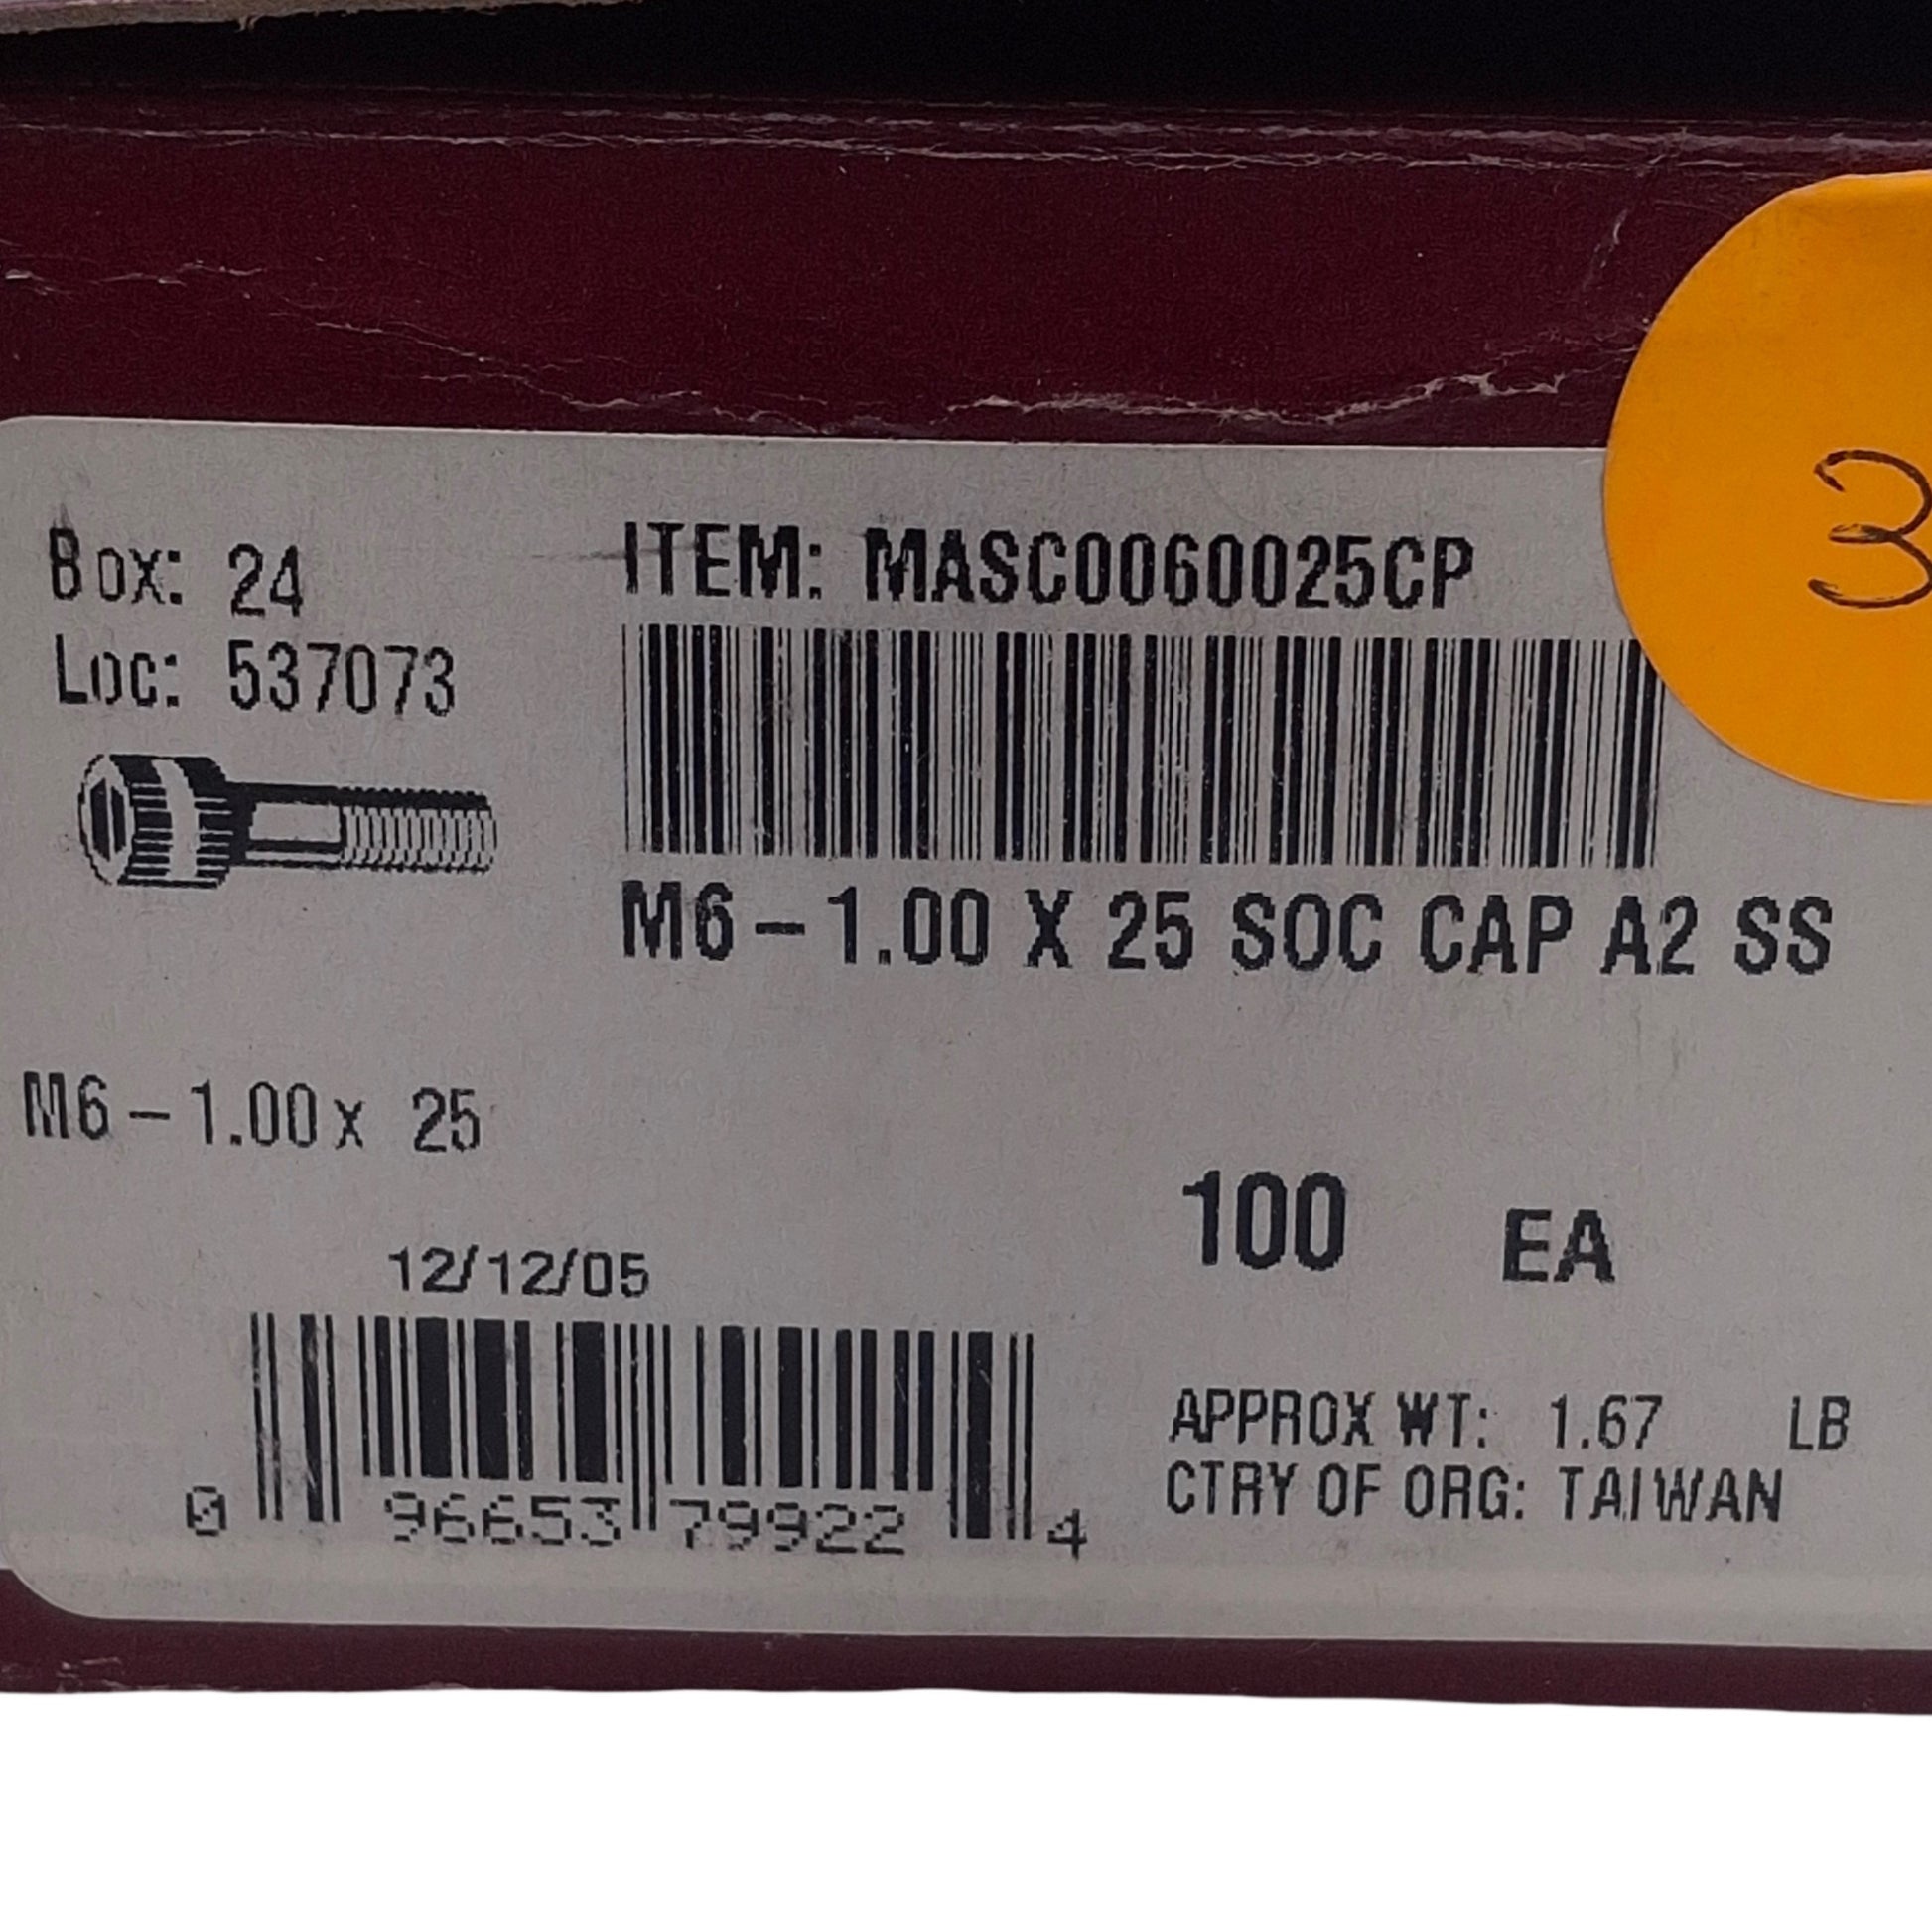 3
Box: 24
Loc: 537073
ITEM: MASC0060025CP
M6-1.00 X 25 SOC CAP A2 SS
M6-1.00x 25
100 EA
12/12/05
0 96653 79922 4
APPROX WT: 1.67 LB
CTRY OF ORG: TAIWAN